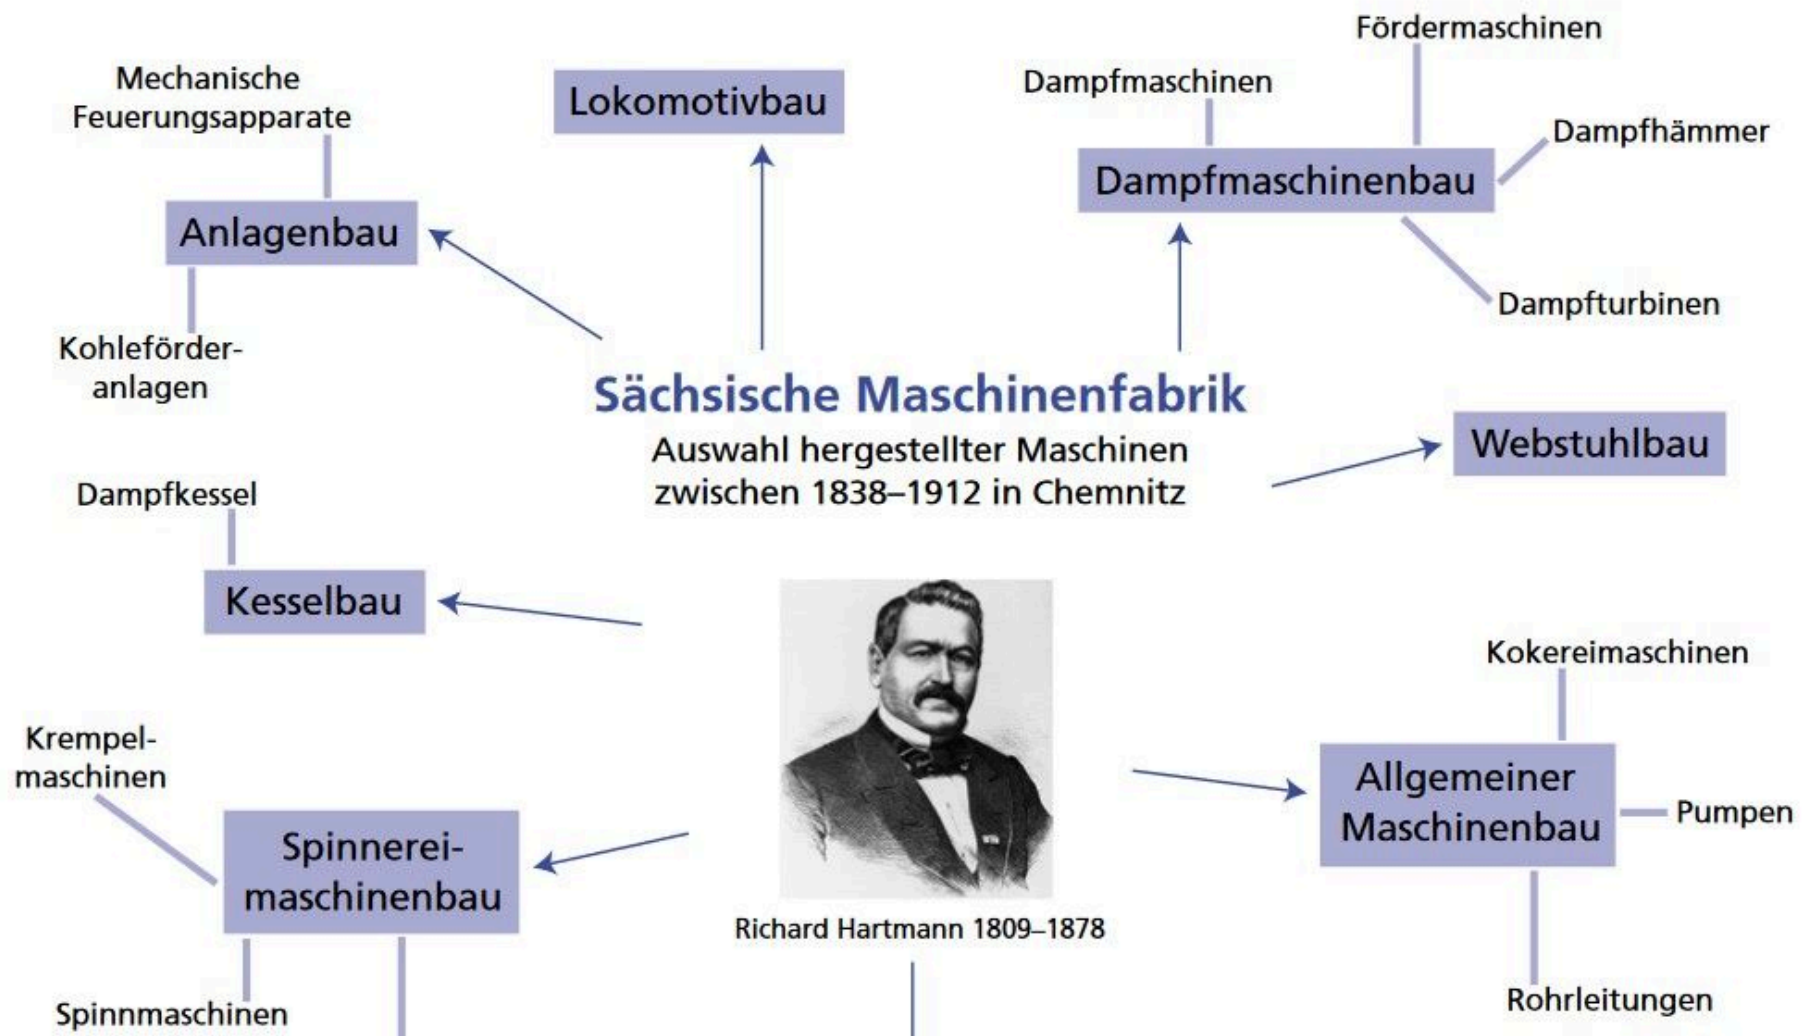 Fördermaschinen
Mechanische
Feuerungsapparate
Lokomotivbau
Dampfmaschinen
Dampfhämmer
Dampfmaschinenbau
Anlagenbau
Dampfturbinen
Kohleförder-
anlagen
Sächsische Maschinenfabrik
Auswahl hergestellter Maschinen
zwischen 1838–1912 in Chemnitz
Webstuhlbau
Dampfkessel
Kesselbau
Kokereimaschinen
Krempel-
maschinen
Allgemeiner
Maschinenbau
Pumpen
Spinnerei-
maschinenbau
Richard Hartmann 1809–1878
Spinnmaschinen
Rohrleitungen